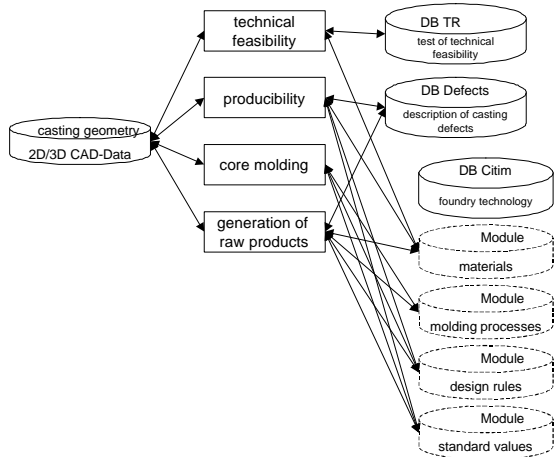 technical
feasibility
producibility
core molding
generation of
raw products
casting geometry
2D/3D CAD-Data
DB TR
test of technical
feasibility
DB Defects
description of casting
defects
DB Citim
foundry technology
Module
materials
Module
molding processes
Module
design rules
Module
standard values